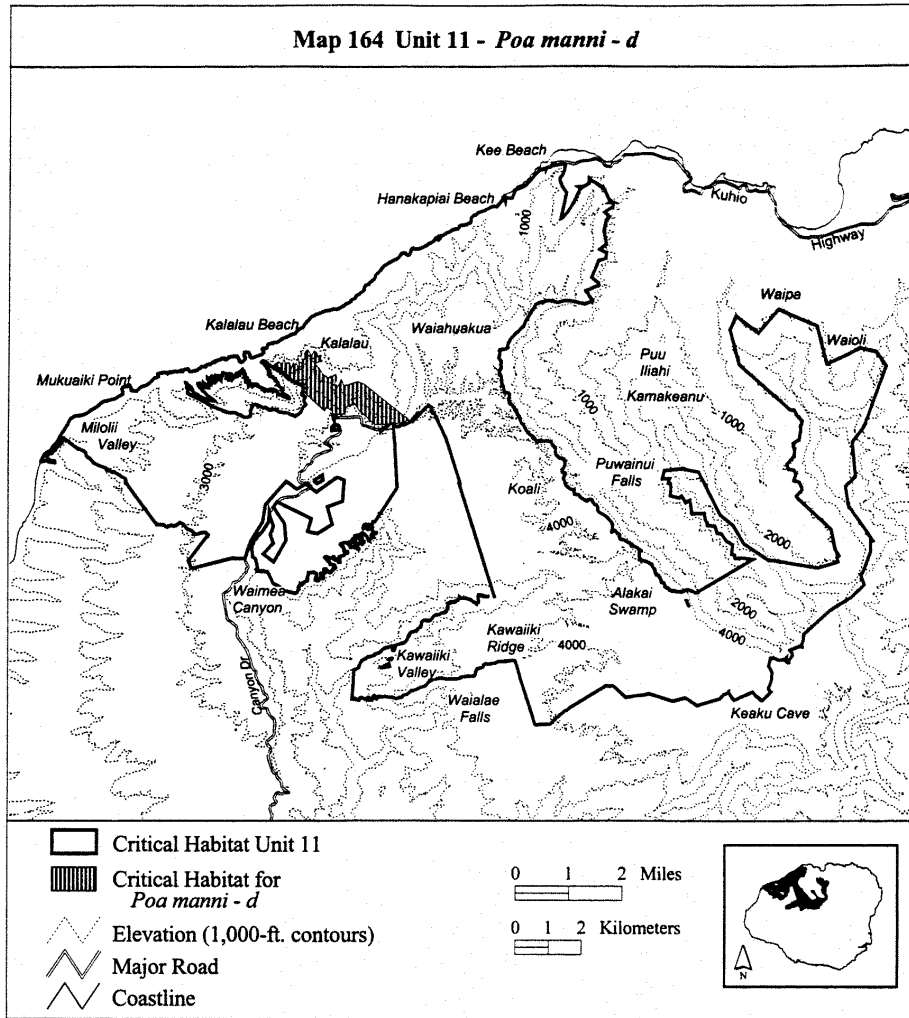 Map 164 Unit 11 - Poa manni - d
Kee Beach
Hanakapiai Beach
Kuhio
Highway
1000
Waipa
Kalalau Beach
Waiahuakua
Kalalau
Waioli
Puu
Iliahi
Mukuaiki Point
Kamakeanu
1000
1000
Milolii
Valley
Puwainui
Falls
3000
Koali
4000
2000
Waimea
Canyon
Alakai
Swamp
2000
4000
Kawaiiki
Ridge
4000
Kawaiiki
Valley
Canyon Dr
Waialae
Falls
Keaku Cave
Critical Habitat Unit 11
Critical Habitat for
Poa manni - d
Elevation (1,000-ft. contours)
Major Road
Coastline
0 1 2 Miles
0 1 2 Kilometers
N